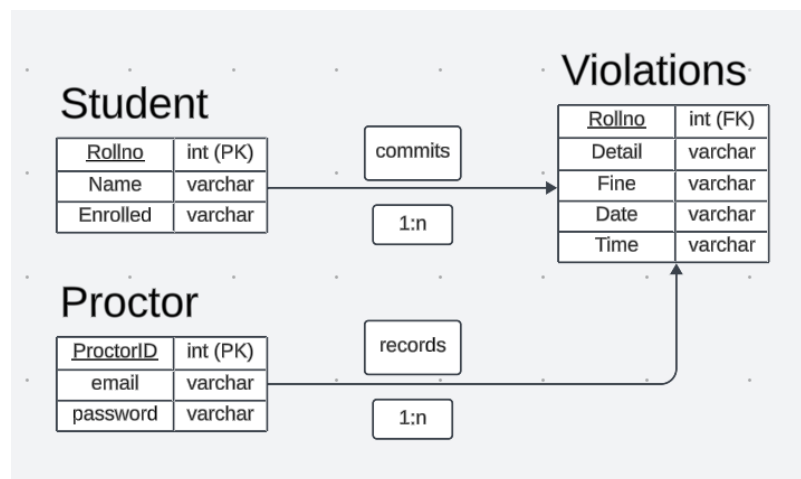 Student
Rollno int (PK)
Name varchar
Enrolled varchar
commits
1:n
Violations
Rollno int (FK)
Detail varchar
Fine varchar
Date varchar
Time varchar
Proctor
ProctorID int (PK)
email varchar
password varchar
records
1:n